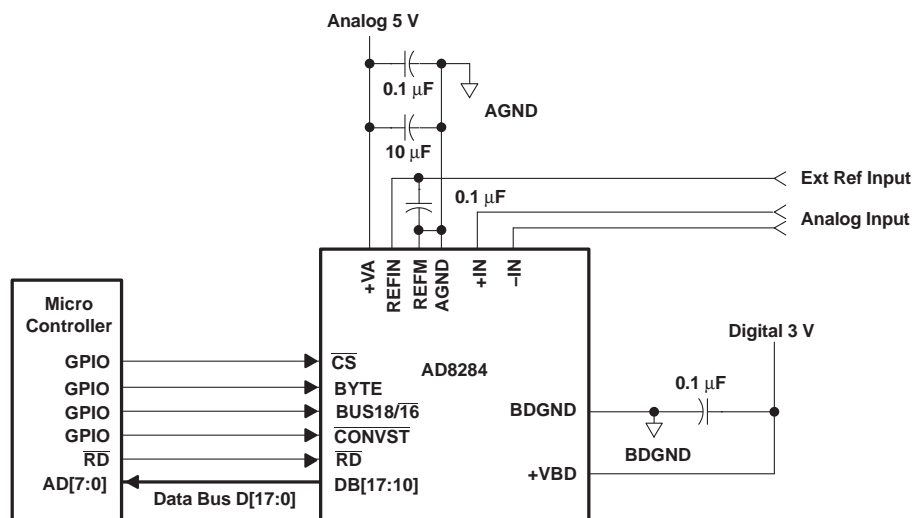 Analog 5 V
0.1 μF
AGND
10 μF
Ext Ref Input
0.1 μF
Analog Input
+VA
REFIN
REFM
AGND
+IN
−IN
Micro
Controller
Digital 3 V
GPIO
CS
AD8284
GPIO
BYTE
0.1 μF
GPIO
BUS18/16
BDGND
GPIO
CONVST
BDGND
RD
RD
+VBD
AD[7:0]
Data Bus D[17:0]
DB[17:10]